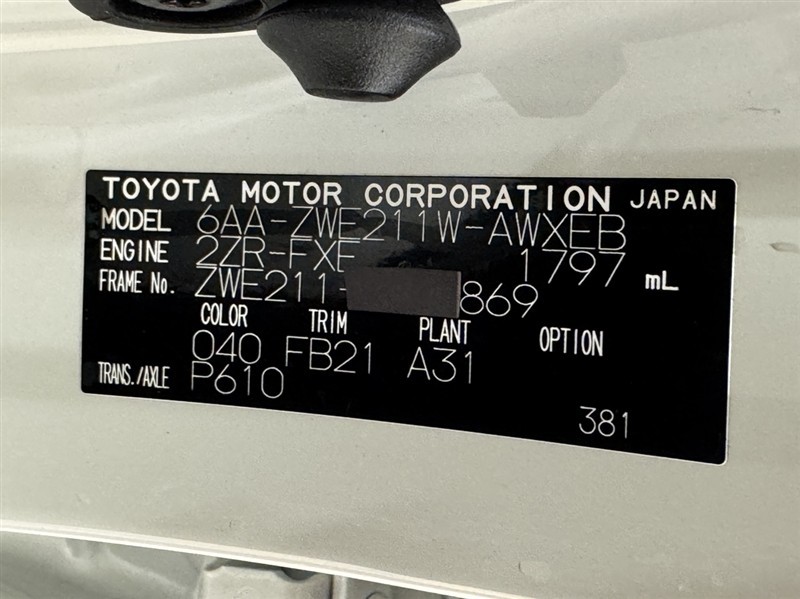 TOYOTA MOTOR CORPORATION JAPAN
MODEL 6AA-ZWE211W-AWXEB
ENGINE 2ZR-FXE 1797 mL
FRAME No. ZWE211- 869
COLOR TRIM PLANT OPTION
040 FB21 A31
TRANS./AXLE P610
381